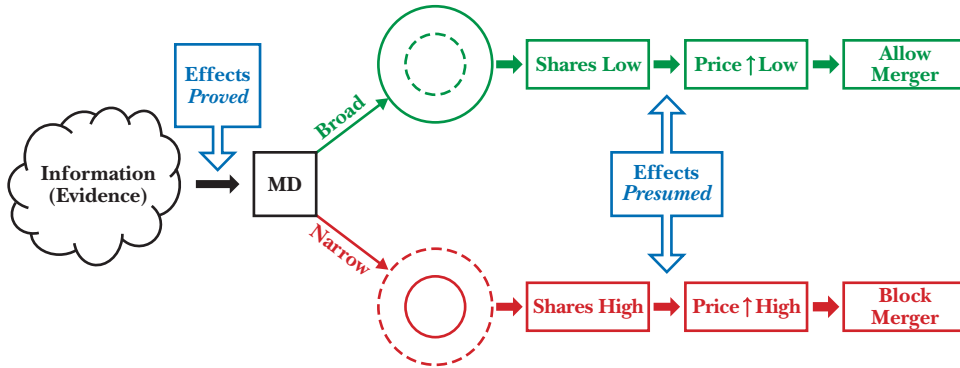 Effects
Proved
Information
(Evidence)
MD
Broad
Shares Low
Price ↑ Low
Allow
Merger
Effects
Presumed
Narrow
Shares High
Price ↑ High
Block
Merger